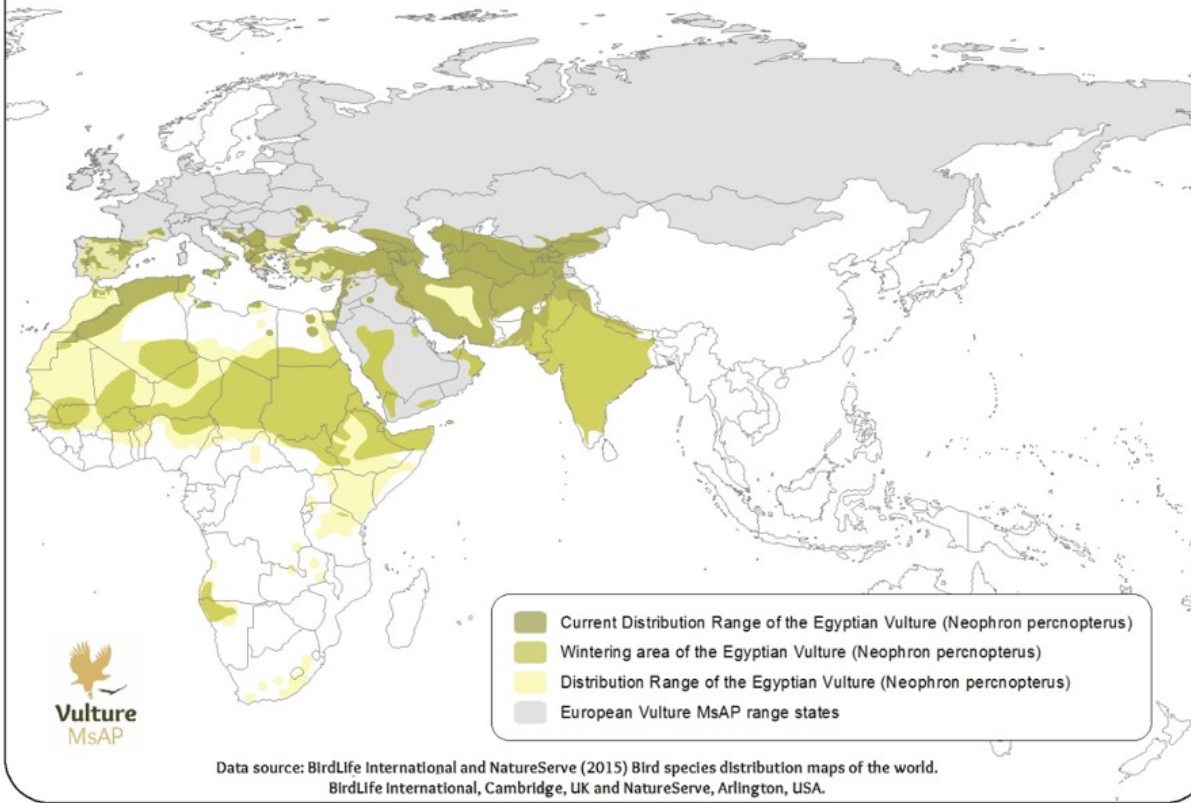 Current Distribution Range of the Egyptian Vulture (Neophron percnopterus)
Wintering area of the Egyptian Vulture (Neophron percnopterus)
Distribution Range of the Egyptian Vulture (Neophron percnopterus)
European Vulture MsAP range states
Vulture
MsAP
Data source: BirdLife International and NatureServe (2015) Bird species distribution maps of the world.
BirdLife International, Cambridge, UK and NatureServe, Arlington, USA.